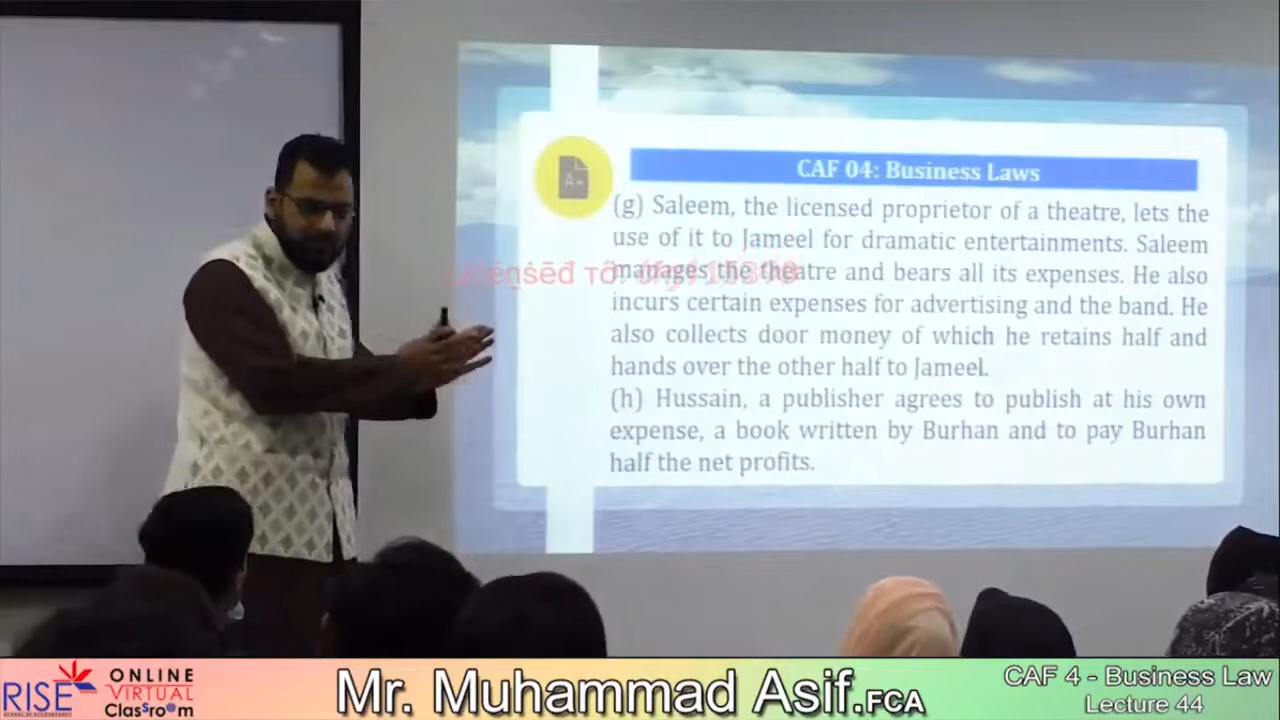 CAF 04: Business Laws
A+
(g) Saleem, the licensed proprietor of a theatre, lets the
use of it to Jameel for dramatic entertainments. Saleem
manages the theatre and bears all its expenses. He also
incurs certain expenses for advertising and the band. He
also collects door money of which he retains half and
hands over the other half to Jameel.
(h) Hussain, a publisher agrees to publish at his own
expense, a book written by Burhan and to pay Burhan
half the net profits.
RISE
SCHOOL OF ACCOUNTANCY
ONLINE
VIRTUAL
Classroom
Mr. Muhammad Asif.FCA
CAF 4 - Business Law
Lecture 44